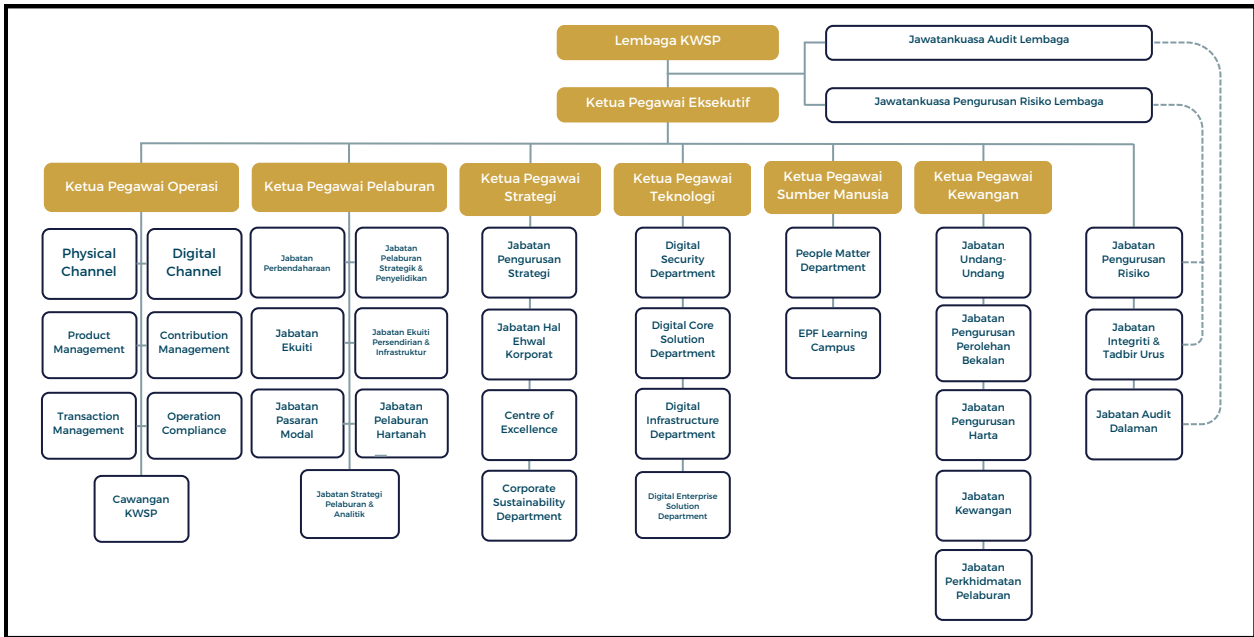 Lembaga KWSP
Jawatankuasa Audit Lembaga
Ketua Pegawai Eksekutif
Jawatankuasa Pengurusan Risiko Lembaga
Ketua Pegawai Operasi
Physical
Channel
Digital
Channel
Product
Management
Contribution
Management
Transaction
Management
Operation
Compliance
Cawangan
KWSP
Ketua Pegawai Pelaburan
Jabatan
Perbendaharaan
Jabatan
Pelaburan
Strategik &
Penyelidikan
Jabatan
Ekuiti
Jabatan Ekuiti
Persendirian &
Infrastruktur
Jabatan
Pasaran
Modal
Jabatan
Pelaburan
Hartanah
Jabatan Strategi
Pelaburan &
Analitik
Ketua Pegawai
Strategi
Jabatan
Pengurusan
Strategi
Jabatan Hal
Ehwal
Korporat
Centre of
Excellence
Corporate
Sustainability
Department
Ketua Pegawai
Teknologi
Digital
Security
Department
Digital Core
Solution
Department
Digital
Infrastructure
Department
Digital Enterprise
Solution
Department
Ketua Pegawai
Sumber Manusia
People Matter
Department
EPF Learning
Campus
Ketua Pegawai
Kewangan
Jabatan
Undang-
Undang
Jabatan
Pengurusan
Perolehan
Bekalan
Jabatan
Pengurusan
Harta
Jabatan
Kewangan
Jabatan
Perkhidmatan
Pelaburan
Jabatan
Pengurusan
Risiko
Jabatan
Integriti &
Tadbir Urus
Jabatan Audit
Dalaman